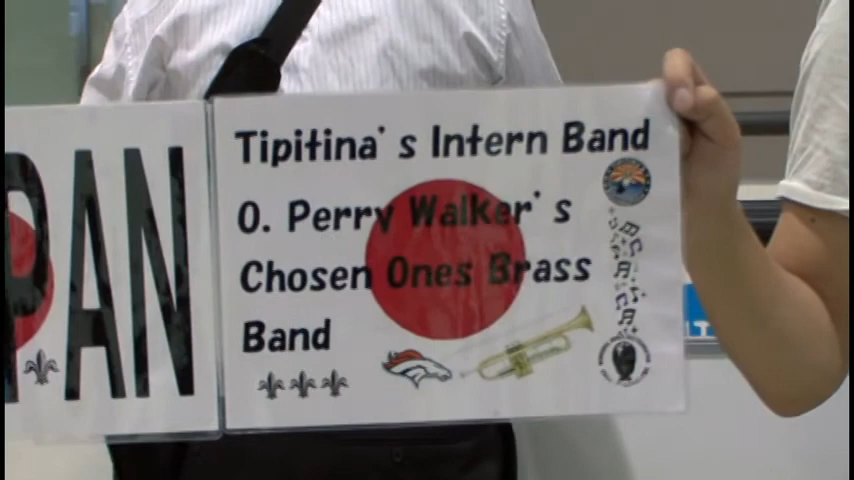 PAN
Tipitina's Intern Band
O. Perry Walker's
Chosen Ones Brass
Band